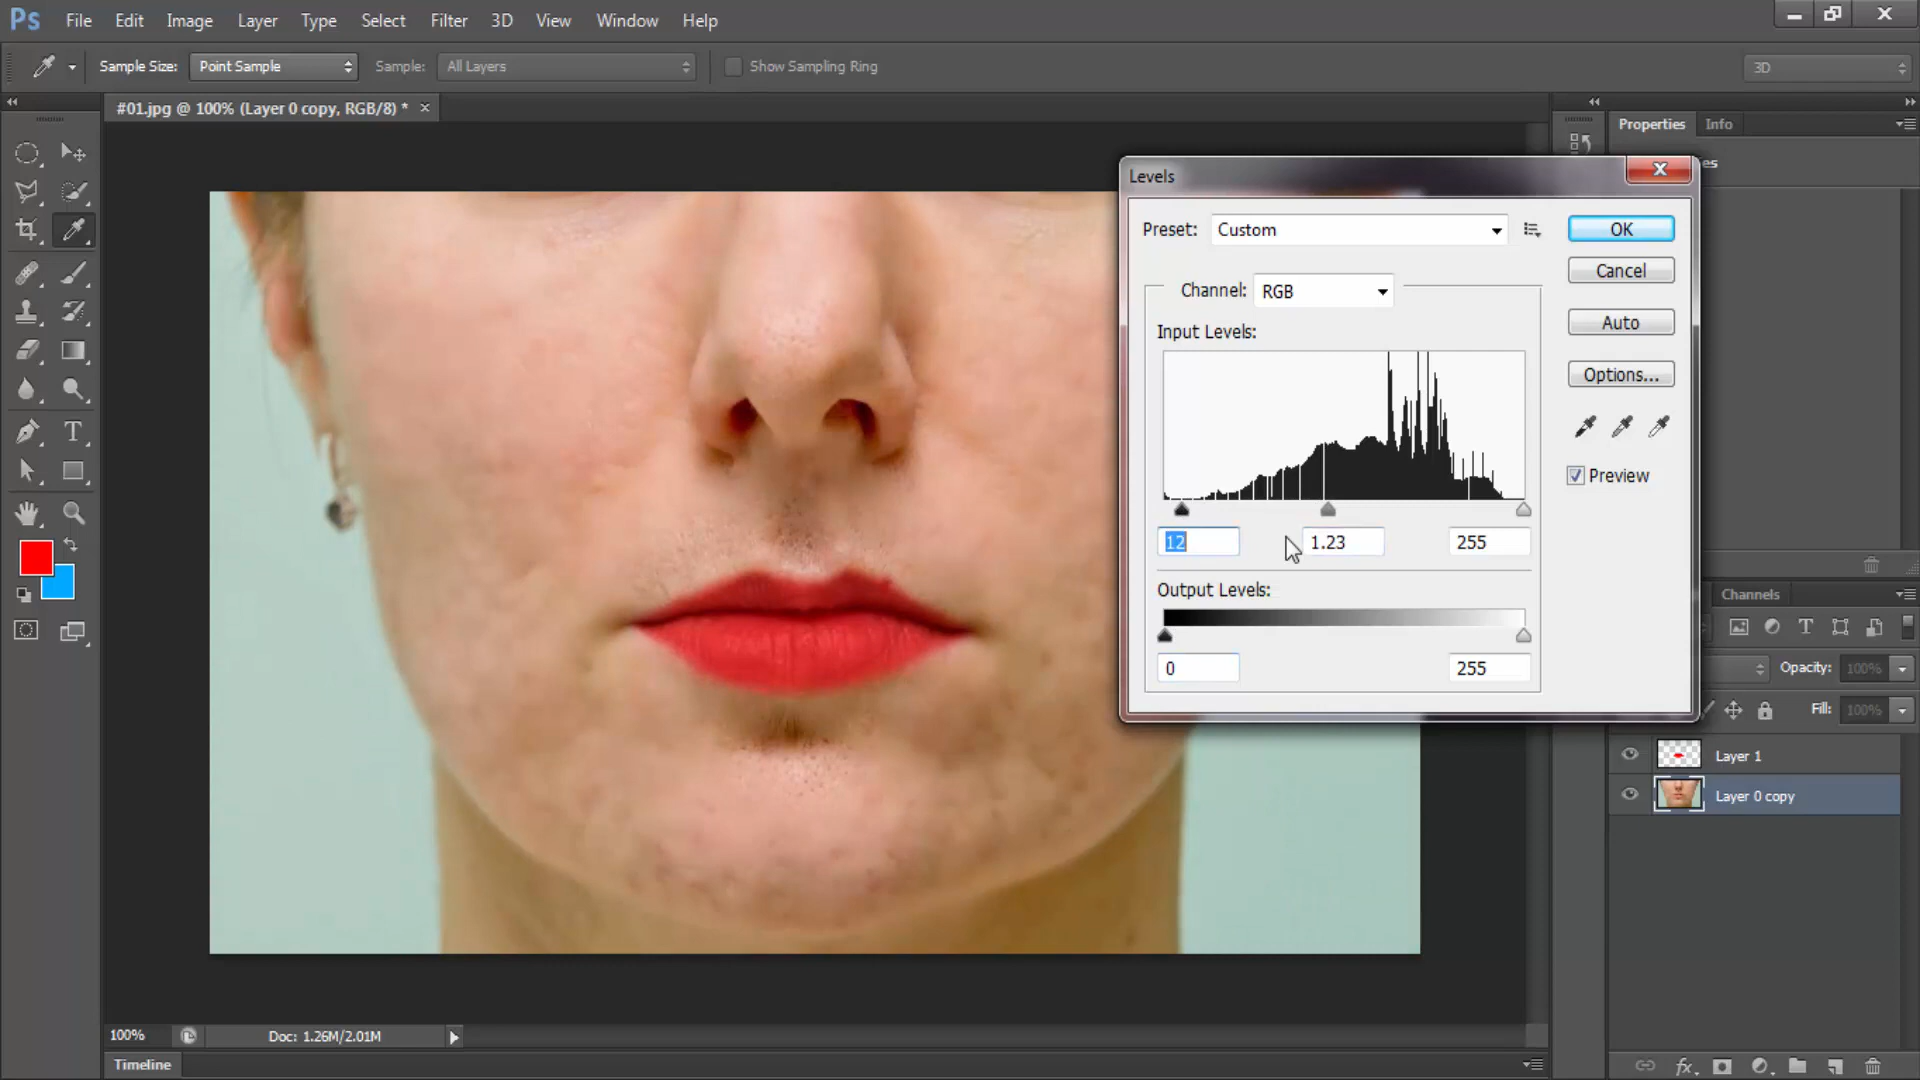 Ps File Edit Image Layer Type Select Filter 3D View Window Help
Sample Size: Point Sample Sample: All Layers Show Sampling Ring 3D
#01.jpg @ 100% (Layer 0 copy, RGB/8) *
Properties Info
Levels
Preset: Custom OK
Cancel
Channel: RGB
Auto
Input Levels:
Options...
Preview
12 1.23 255
Output Levels:
0 255
Channels
Opacity: 100%
Fill: 100%
Layer 1
Layer 0 copy
100% Doc: 1.26M/2.01M
Timeline